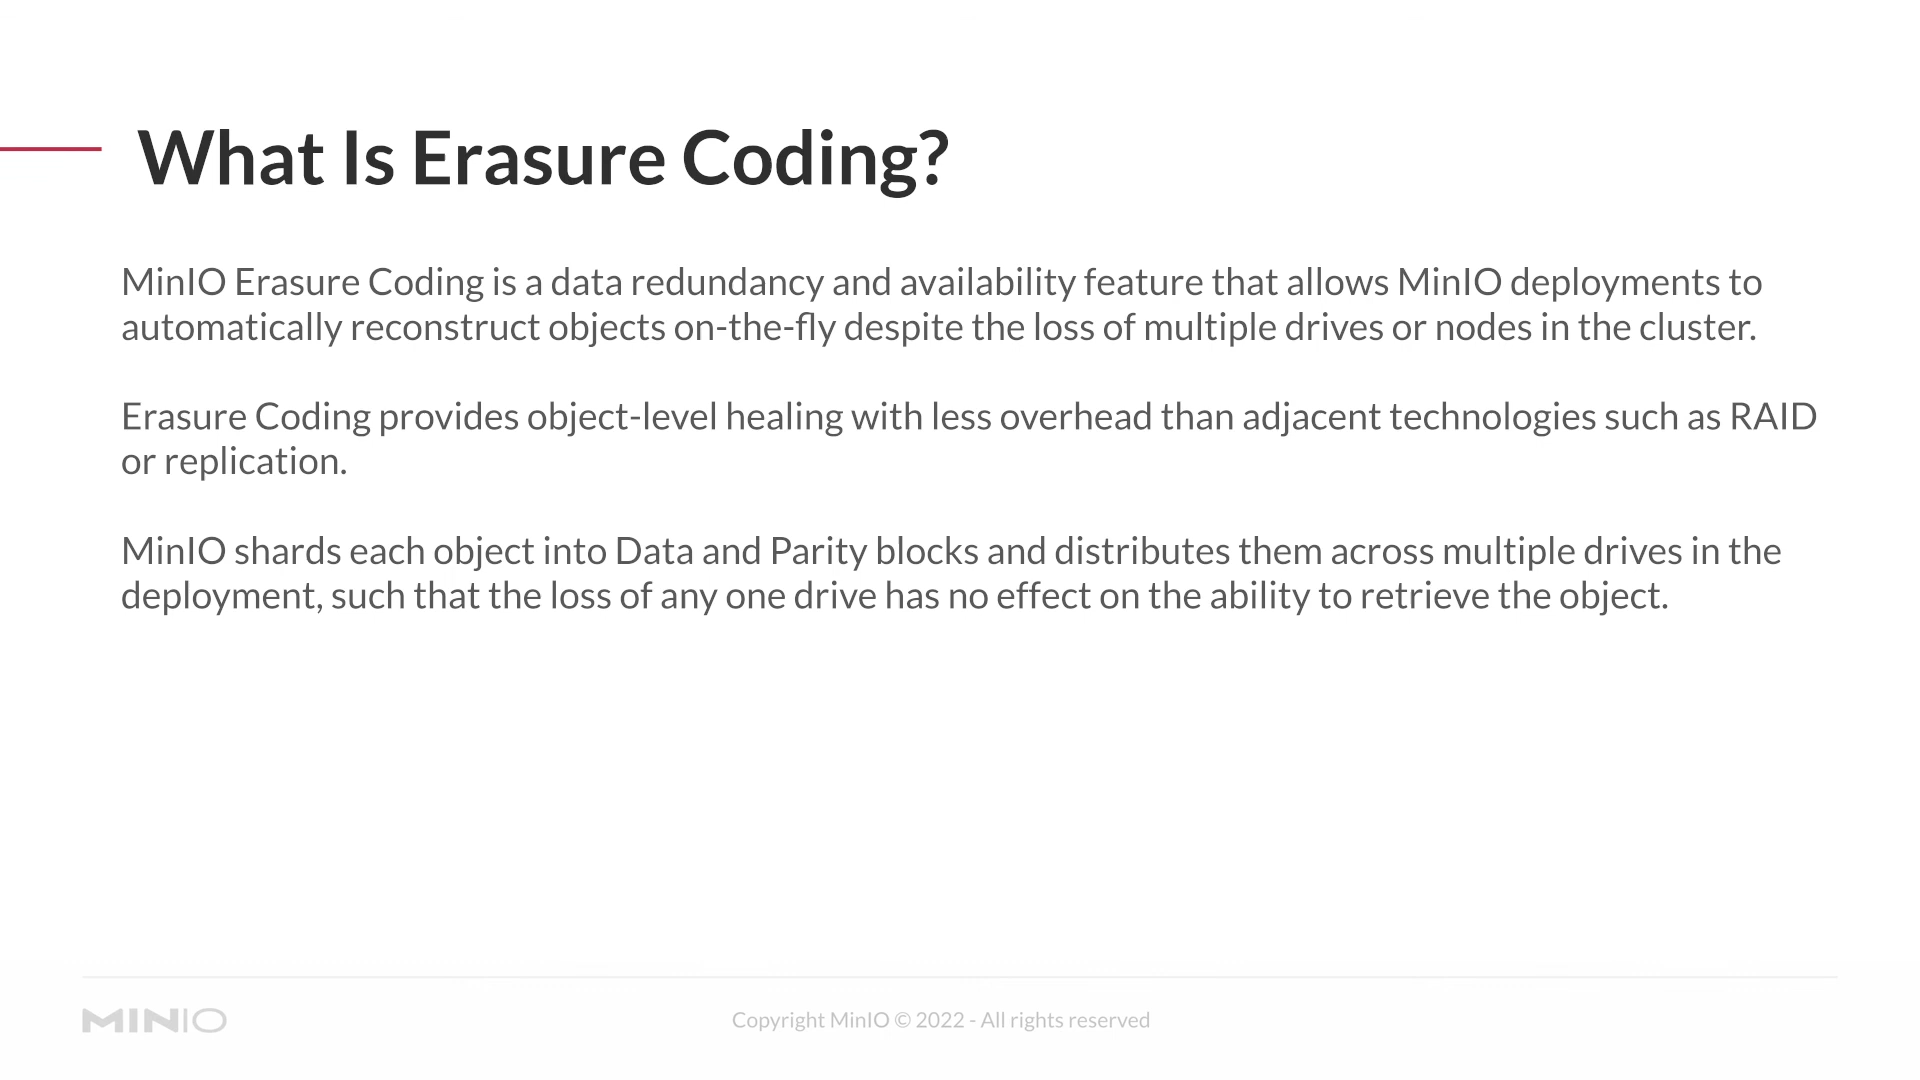 What Is Erasure Coding?
MinIO Erasure Coding is a data redundancy and availability feature that allows MinIO deployments to
automatically reconstruct objects on-the-fly despite the loss of multiple drives or nodes in the cluster.
Erasure Coding provides object-level healing with less overhead than adjacent technologies such as RAID
or replication.
MinIO shards each object into Data and Parity blocks and distributes them across multiple drives in the
deployment, such that the loss of any one drive has no effect on the ability to retrieve the object.
MINIO
Copyright MinIO © 2022 - All rights reserved